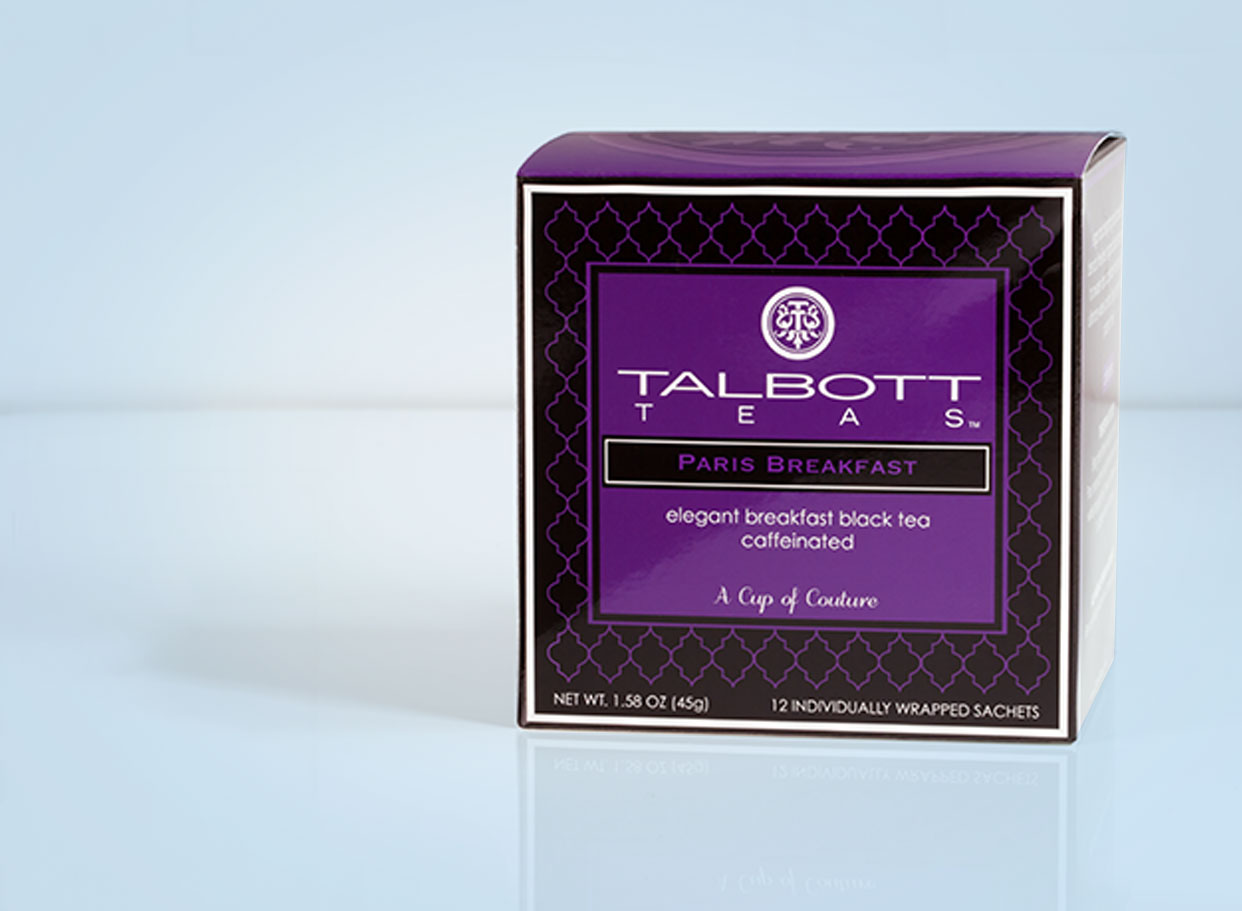 TALBOTT
TEAS™
PARIS BREAKFAST
elegant breakfast black tea
caffeinated
A Cup of Couture
NET WT. 1.58 OZ (45g)
12 INDIVIDUALLY WRAPPED SACHETS